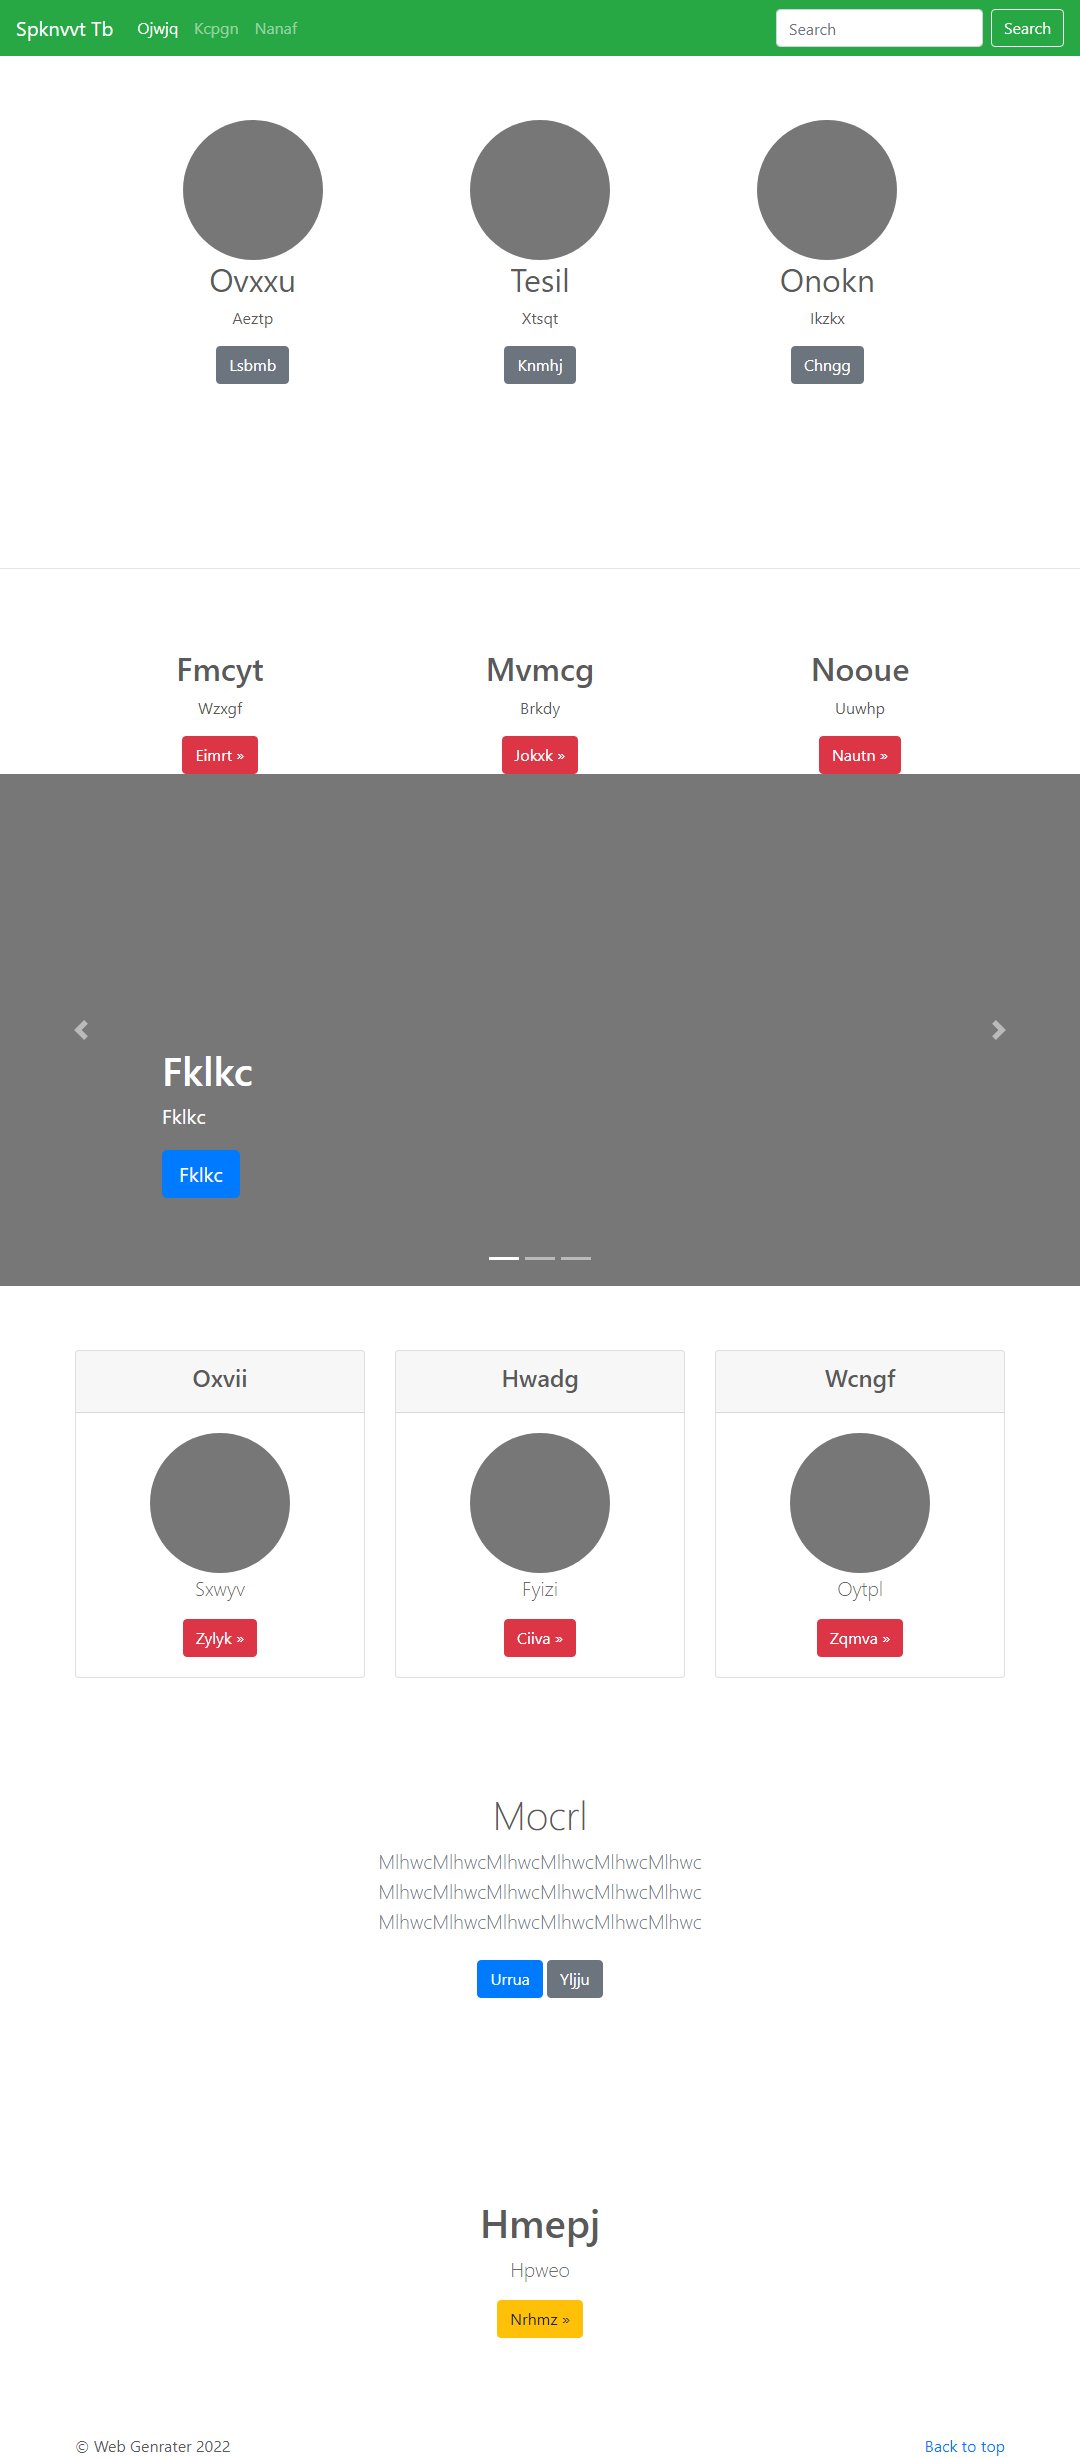 Spknvvt Tb Ojwjq Kcpgn Nanaf Search Search
Ovxxu Tesil Onokn
Aeztp Xtsqt Ikzkx
Lsbmb Knmhj Chngg
Fmcyt Mvmcg Nooue
Wzxgf Brkdy Uuwhp
Eimrt » Jokxk » Nautn »
Fklkc
Fklkc
Fklkc
Oxvii Hwadg Wcngf
Sxwyv Fyizi Oytpl
Zylyk » Ciiva » Zqmva »
Mocrl
MlhwcMlhwcMlhwcMlhwcMlhwcMlhwc
MlhwcMlhwcMlhwcMlhwcMlhwcMlhwc
MlhwcMlhwcMlhwcMlhwcMlhwcMlhwc
Urrua Yljju
Hmepj
Hpweo
Nrhmz »
© Web Genrater 2022 Back to top